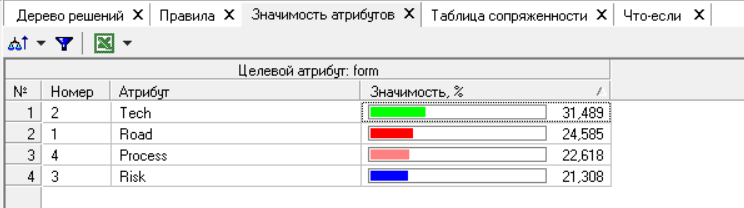 Дерево решений X Правила X Значимость атрибутов X Таблица сопряженности X Что-если X
Целевой атрибут: form
№ Номер Атрибут Значимость, %
1 2 Tech 31,489
2 1 Road 24,585
3 4 Process 22,618
4 3 Risk 21,308